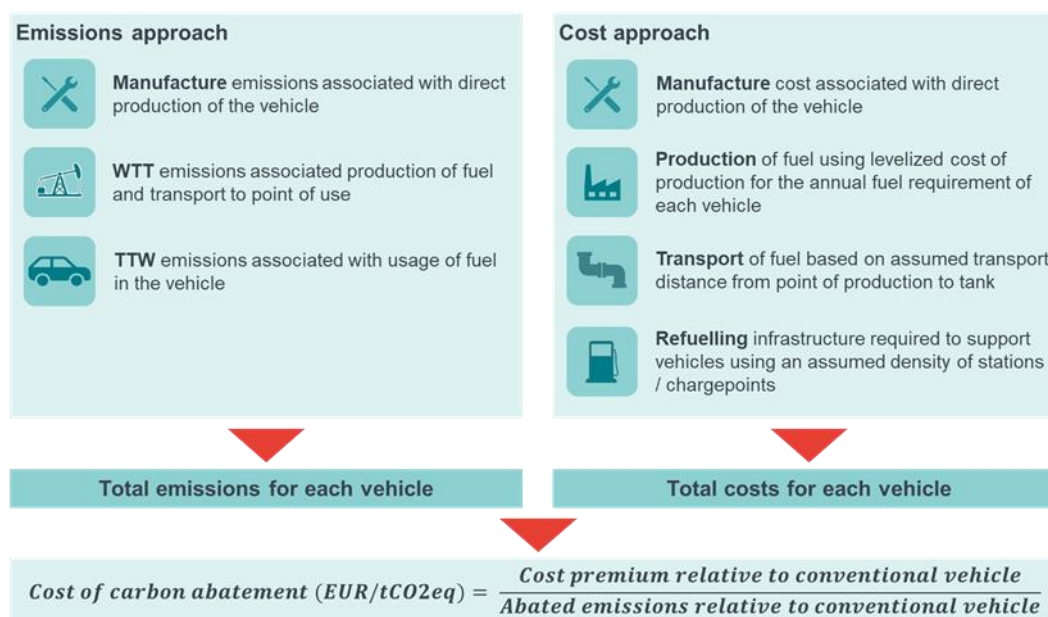 Emissions approach
Manufacture emissions associated with direct
production of the vehicle
WTT emissions associated production of fuel
and transport to point of use
TTW emissions associated with usage of fuel
in the vehicle
Cost approach
Manufacture cost associated with direct
production of the vehicle
Production of fuel using levelized cost of
production for the annual fuel requirement of
each vehicle
Transport of fuel based on assumed transport
distance from point of production to tank
Refuelling infrastructure required to support
vehicles using an assumed density of stations
/ chargepoints
Total emissions for each vehicle
Total costs for each vehicle
Cost of carbon abatement (EUR/tCO2eq) = Cost premium relative to conventional vehicle
Abated emissions relative to conventional vehicle